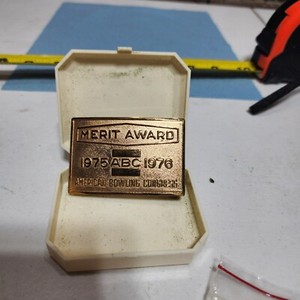 MERIT AWARD
1975 ABC 1976
AMERICAN BOWLING CONGRESS